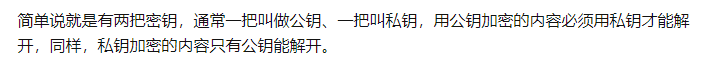 简单说就是有两把密钥，通常一把叫做公钥、一把叫私钥，用公钥加密的内容必须用私钥才能解
开，同样，私钥加密的内容只有公钥能解开。